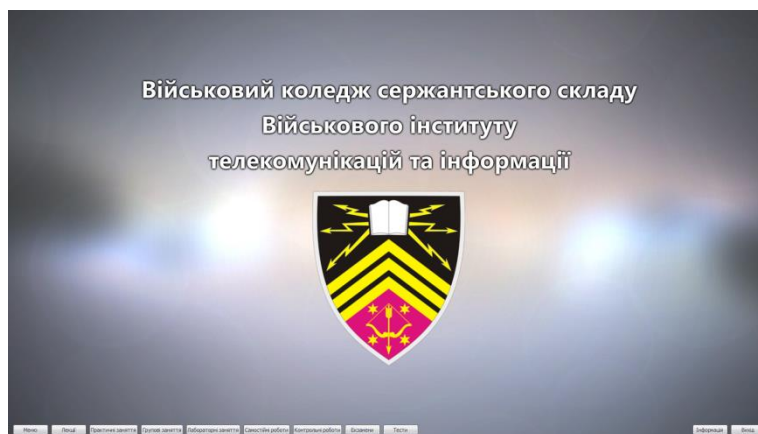 Військовий коледж сержантського складу
Військового інституту
телекомунікацій та інформації
Меню
Лекції
Практичні заняття
Групові заняття
Лабораторні заняття
Самостійні роботи
Контрольні роботи
Екзамени
Тести
Інформація
Вихід